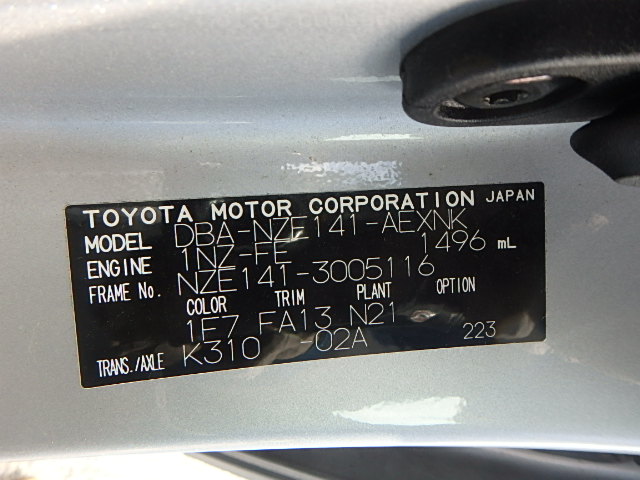 TOYOTA MOTOR CORPORATION JAPAN
MODEL DBA-NZE141-AEXNK
ENGINE 1NZ-FE 1496 mL
FRAME No. NZE141-3005116
COLOR TRIM PLANT OPTION
1F7 FA13 N21
TRANS./AXLE K310 -02A 223